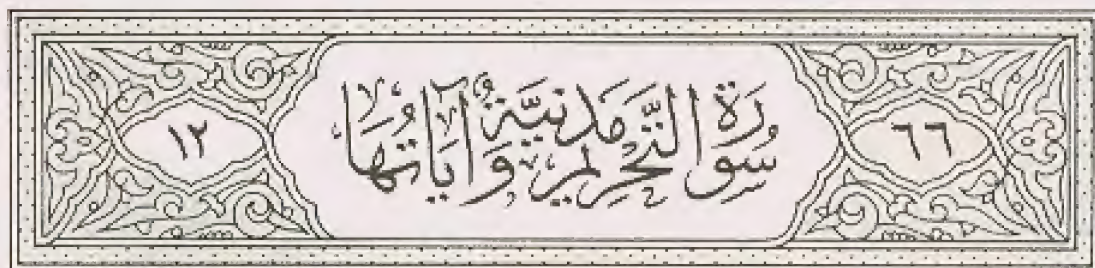 ٦٦
سُورَةُ التَّحْرِيمِ مَدَنِيَّةٌ وَآيَاتُهَا
١٢